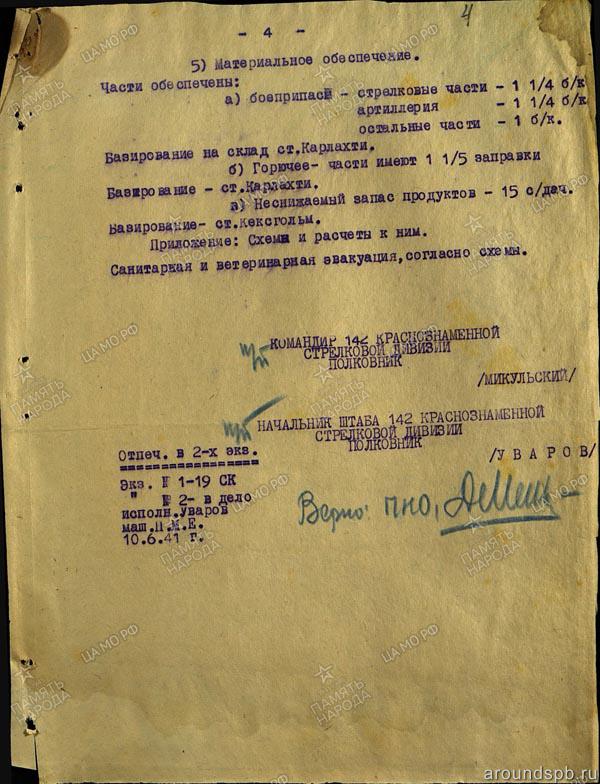 - 4 -
4
5) Материальное обеспечение.
Части обеспечены:
а) боеприпасы - стрелковые части - 1 1/4 б/к
артиллерия - 1 1/4 б/к
остальные части - 1 б/к.
Базирование на склад ст.Карлахти.
б) Горючее- части имеют 1 1/5 заправки
Базирование - ст.Карлахти.
в) Неснижаемый запас продуктов - 15 с/дач.
Базирование- ст.Кексгольм.
Приложение: Схемы и расчеты к ним.
Санитарная и ветеринарная эвакуация,согласно схемы.
п/п КОМАНДИР 142 КРАСНОЗНАМЕННОЙ
СТРЕЛКОВОЙ ДИВИЗИИ
ПОЛКОВНИК
/МИКУЛЬСКИЙ/
п/п НАЧАЛЬНИК ШТАБА 142 КРАСНОЗНАМЕННОЙ
СТРЕЛКОВОЙ ДИВИЗИИ
ПОЛКОВНИК
/У В А Р О В/
Отпеч. в 2-х экз.
==================
Экз. № 1-19 СК
" № 2- в дело
исполн.Уваров
маш.П.М.Е.
10.6.41 г.
Верно: ПНО,
ПАМЯТЬ НАРОДА
ЦАМО.РФ
aroundspb.ru